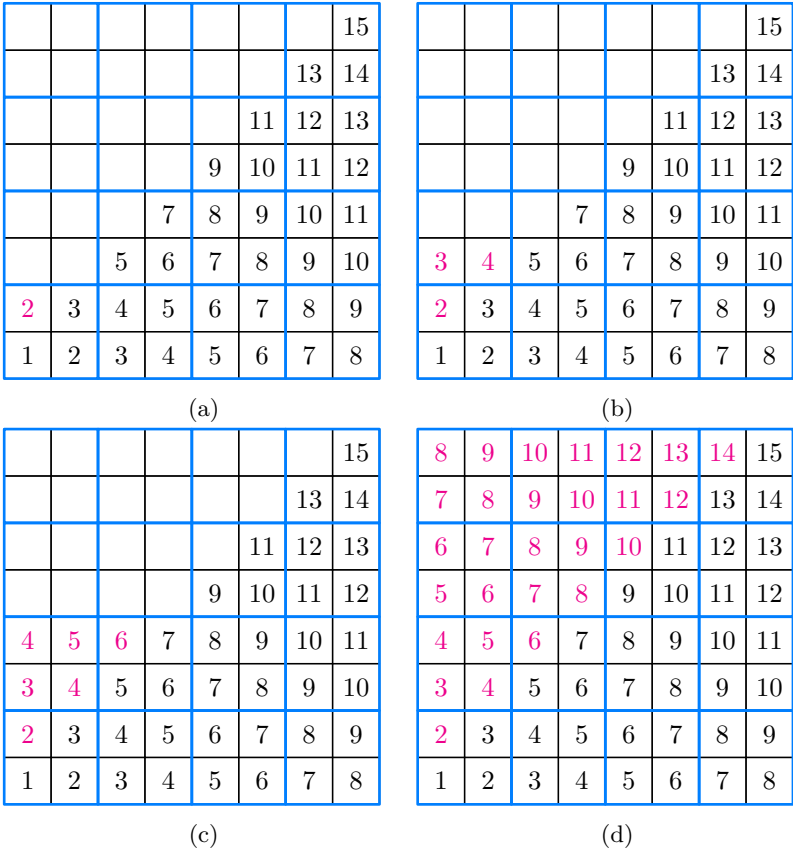 15 15
13 14 13 14
11 12 13 11 12 13
9 10 11 12 9 10 11 12
7 8 9 10 11 7 8 9 10 11
5 6 7 8 9 10 3 4 5 6 7 8 9 10
2 3 4 5 6 7 8 9 2 3 4 5 6 7 8 9
1 2 3 4 5 6 7 8 1 2 3 4 5 6 7 8
(a) (b)
15 8 9 10 11 12 13 14 15
13 14 7 8 9 10 11 12 13 14
11 12 13 6 7 8 9 10 11 12 13
9 10 11 12 5 6 7 8 9 10 11 12
4 5 6 7 8 9 10 11 4 5 6 7 8 9 10 11
3 4 5 6 7 8 9 10 3 4 5 6 7 8 9 10
2 3 4 5 6 7 8 9 2 3 4 5 6 7 8 9
1 2 3 4 5 6 7 8 1 2 3 4 5 6 7 8
(c) (d)